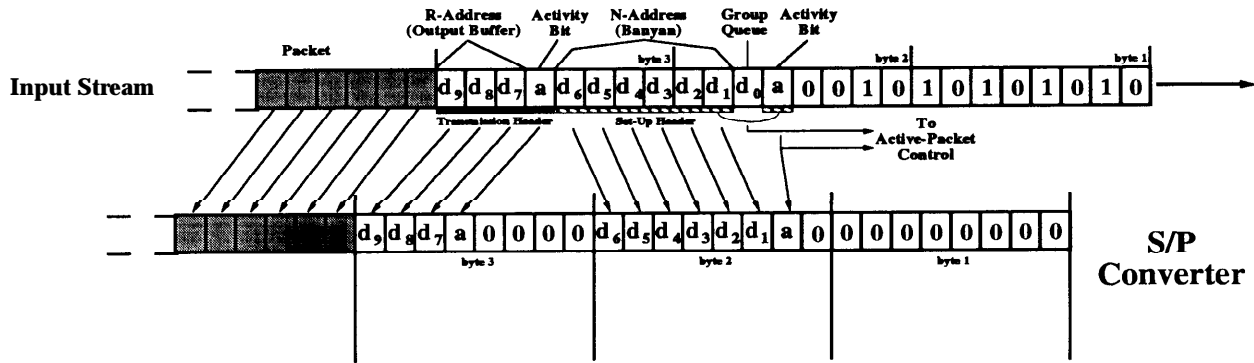 R-Address Activity N-Address Group Activity
(Output Buffer) Bit (Banyan) Queue Bit
Packet
byte 3 byte 2 byte 1
Input Stream d9 d8 d7 a d6 d5 d4 d3 d2 d1 d0 a 0 0 1 0 1 0 1 0 1 0 1 0
Transmission Header Set-Up Header
To
Active-Packet
Control
d9 d8 d7 a 0 0 0 0 d6 d5 d4 d3 d2 d1 a 0 0 0 0 0 0 0 0 0
byte 3 byte 2 byte 1
S/P
Converter